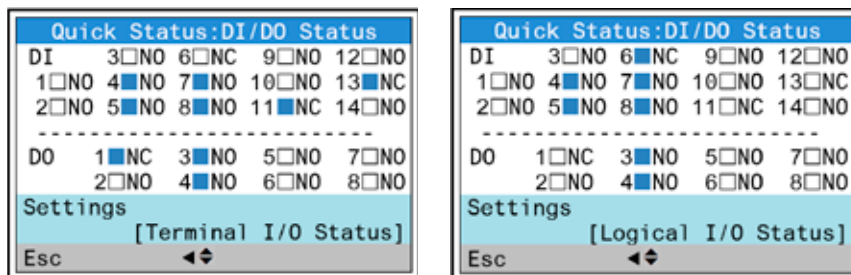 Quick Status:DI/DO Status
DI 3□NO 6□NC 9□NO 12□NO
1□NO 4■NO 7■NO 10□NO 13■NC
2□NO 5■NO 8■NO 11■NC 14□NO
----------------------------
DO 1■NC 3■NO 5□NO 7□NO
2□NO 4■NO 6□NO 8□NO
Settings
[Terminal I/O Status]
Esc
Quick Status:DI/DO Status
DI 3□NO 6■NC 9□NO 12□NO
1□NO 4■NO 7■NO 10□NO 13□NC
2□NO 5■NO 8■NO 11□NC 14□NO
----------------------------
DO 1□NC 3■NO 5□NO 7□NO
2□NO 4■NO 6□NO 8□NO
Settings
[Logical I/O Status]
Esc